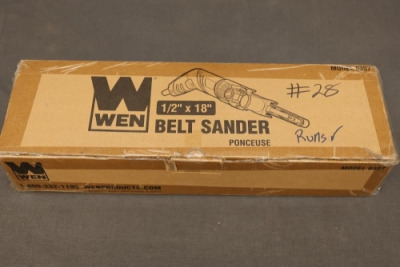 WEN
1/2" x 18"
BELT SANDER
PONCEUSE
#28
Runs ✓
WEN
WENPRODUCTS.COM